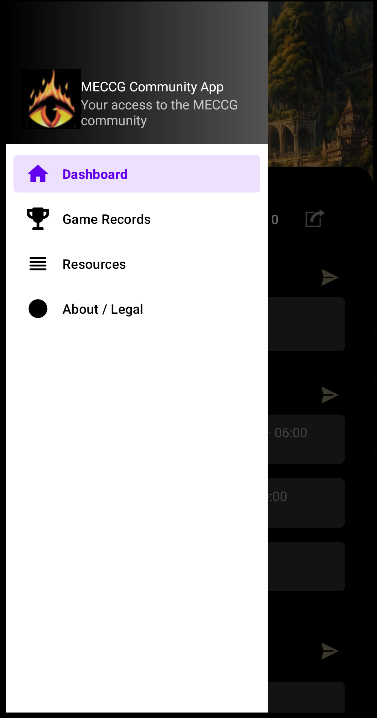 MECCG Community App
Your access to the MECCG
community
Dashboard
Game Records
0
Resources
About / Legal
06:00
:00